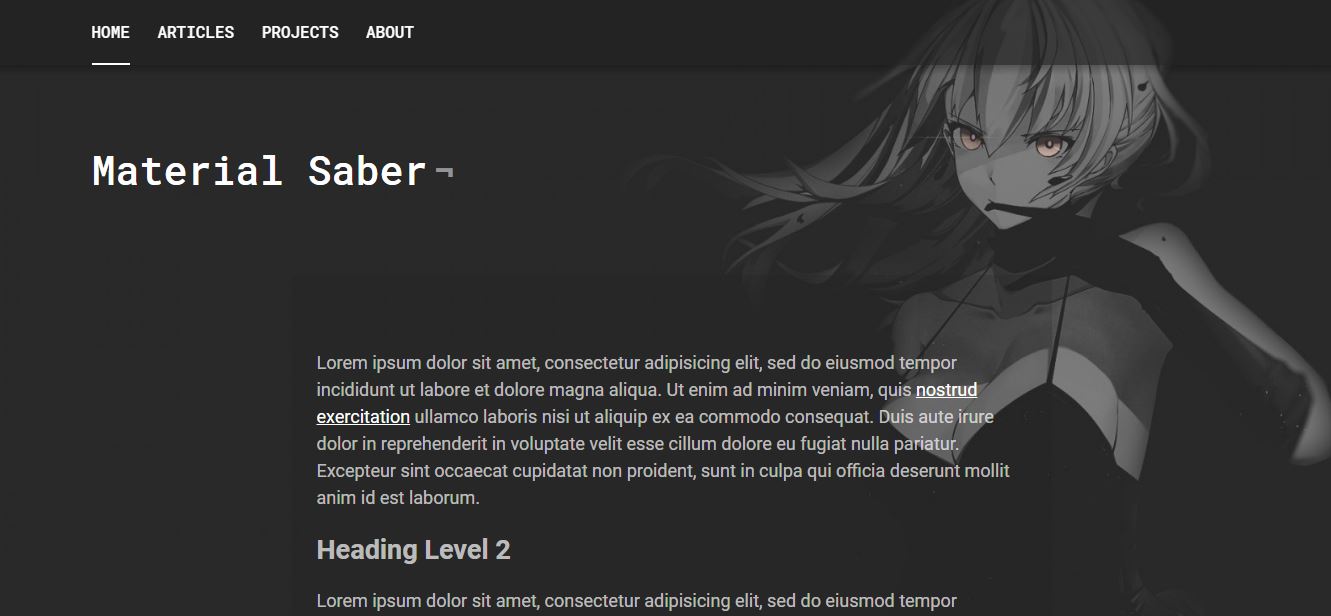 HOME ARTICLES PROJECTS ABOUT
Material Saber¬
Lorem ipsum dolor sit amet, consectetur adipisicing elit, sed do eiusmod tempor
incididunt ut labore et dolore magna aliqua. Ut enim ad minim veniam, quis nostrud
exercitation ullamco laboris nisi ut aliquip ex ea commodo consequat. Duis aute irure
dolor in reprehenderit in voluptate velit esse cillum dolore eu fugiat nulla pariatur.
Excepteur sint occaecat cupidatat non proident, sunt in culpa qui officia deserunt mollit
anim id est laborum.
Heading Level 2
Lorem ipsum dolor sit amet, consectetur adipisicing elit, sed do eiusmod tempor